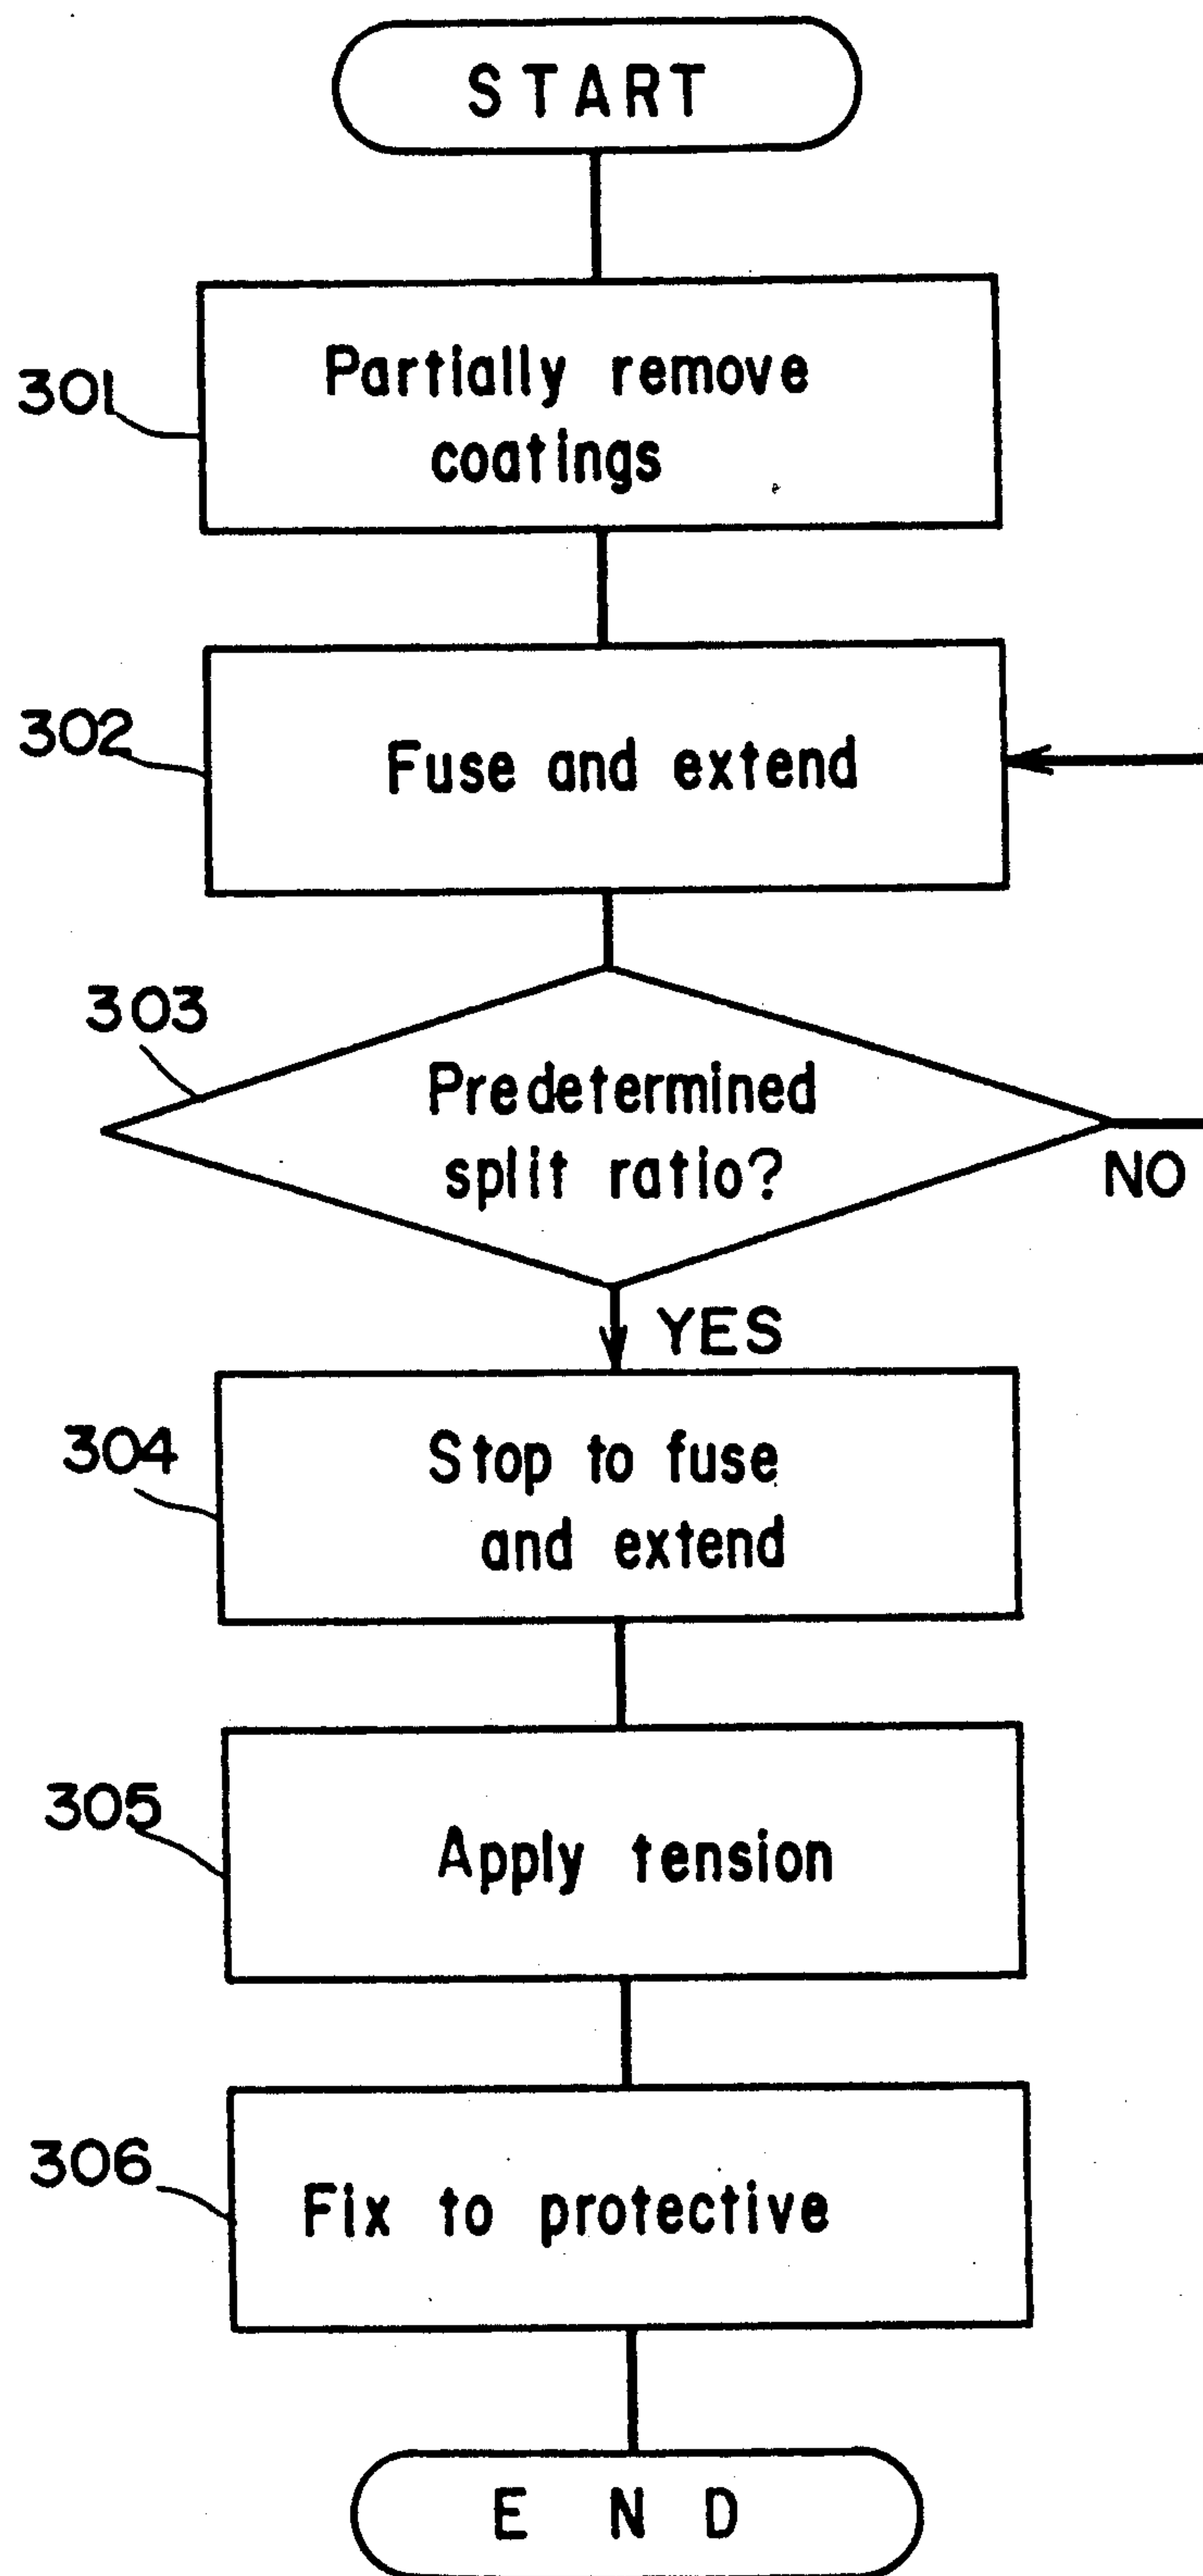 START
301
Partially remove
coatings
302
Fuse and extend
303
Predetermined
split ratio?
NO
YES
304
Stop to fuse
and extend
305
Apply tension
306
Fix to protective
END